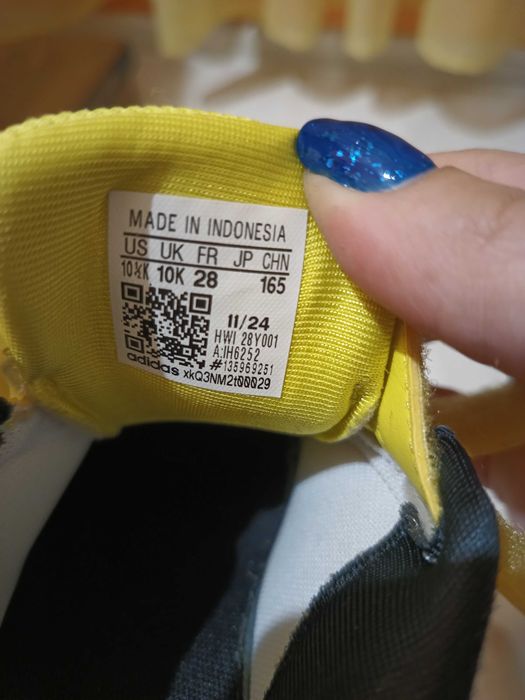 MADE IN INDONESIA
US UK FR JP CHN
10½K 10K 28 165
11/24
HWI 28Y001
A:IH6252
#135969251
adidas xkQ3NM2t00029